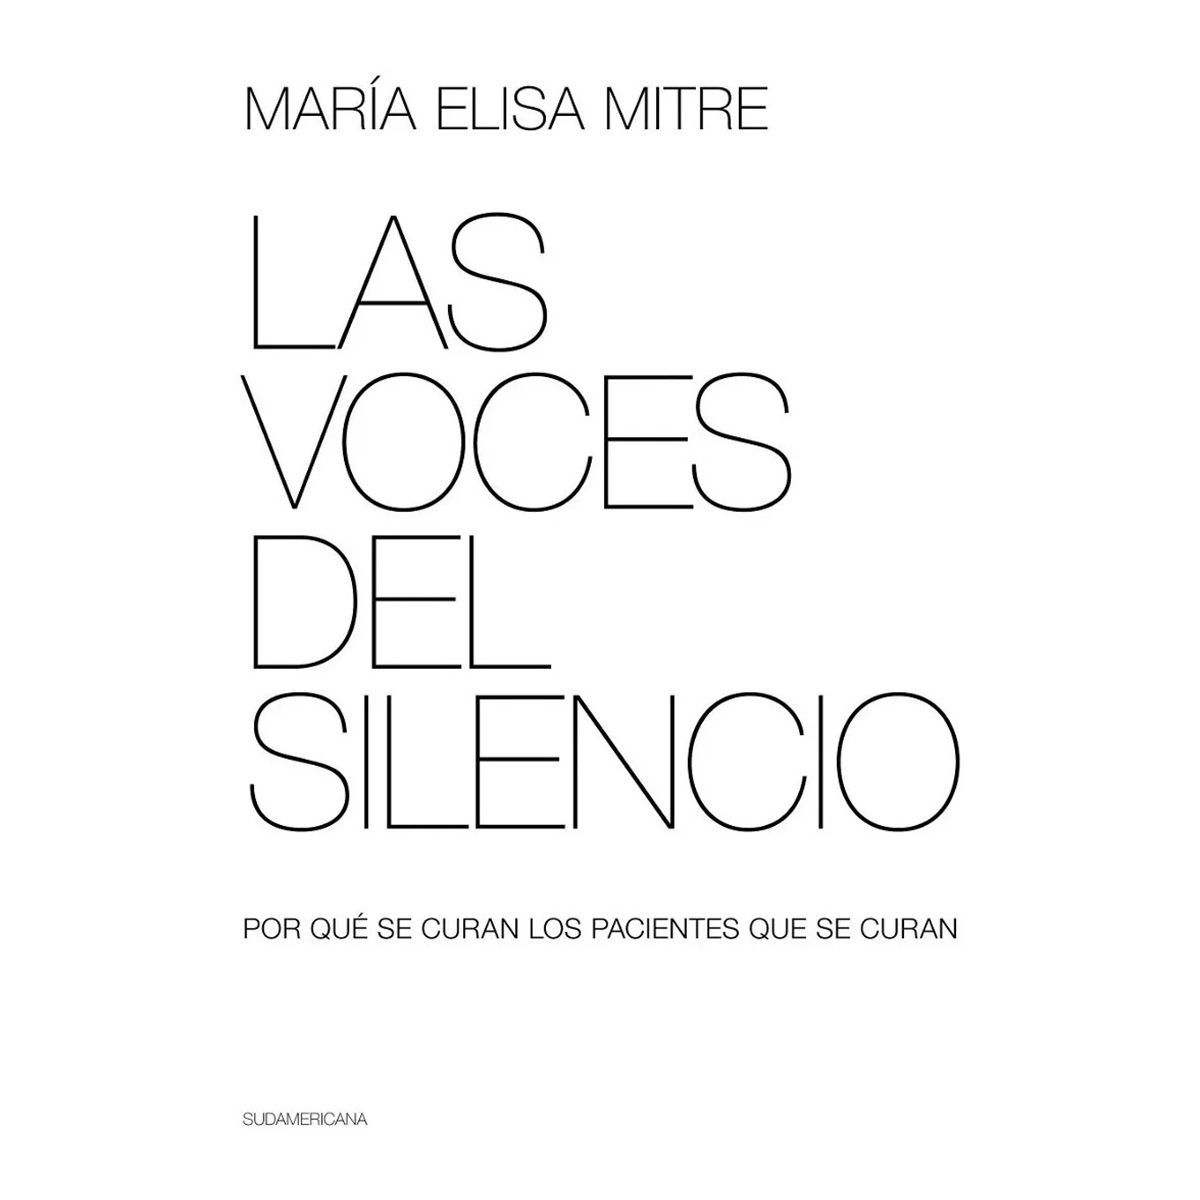 MARÍA ELISA MITRE
LAS
VOCES
DEL
SILENCIO
POR QUÉ SE CURAN LOS PACIENTES QUE SE CURAN
SUDAMERICANA